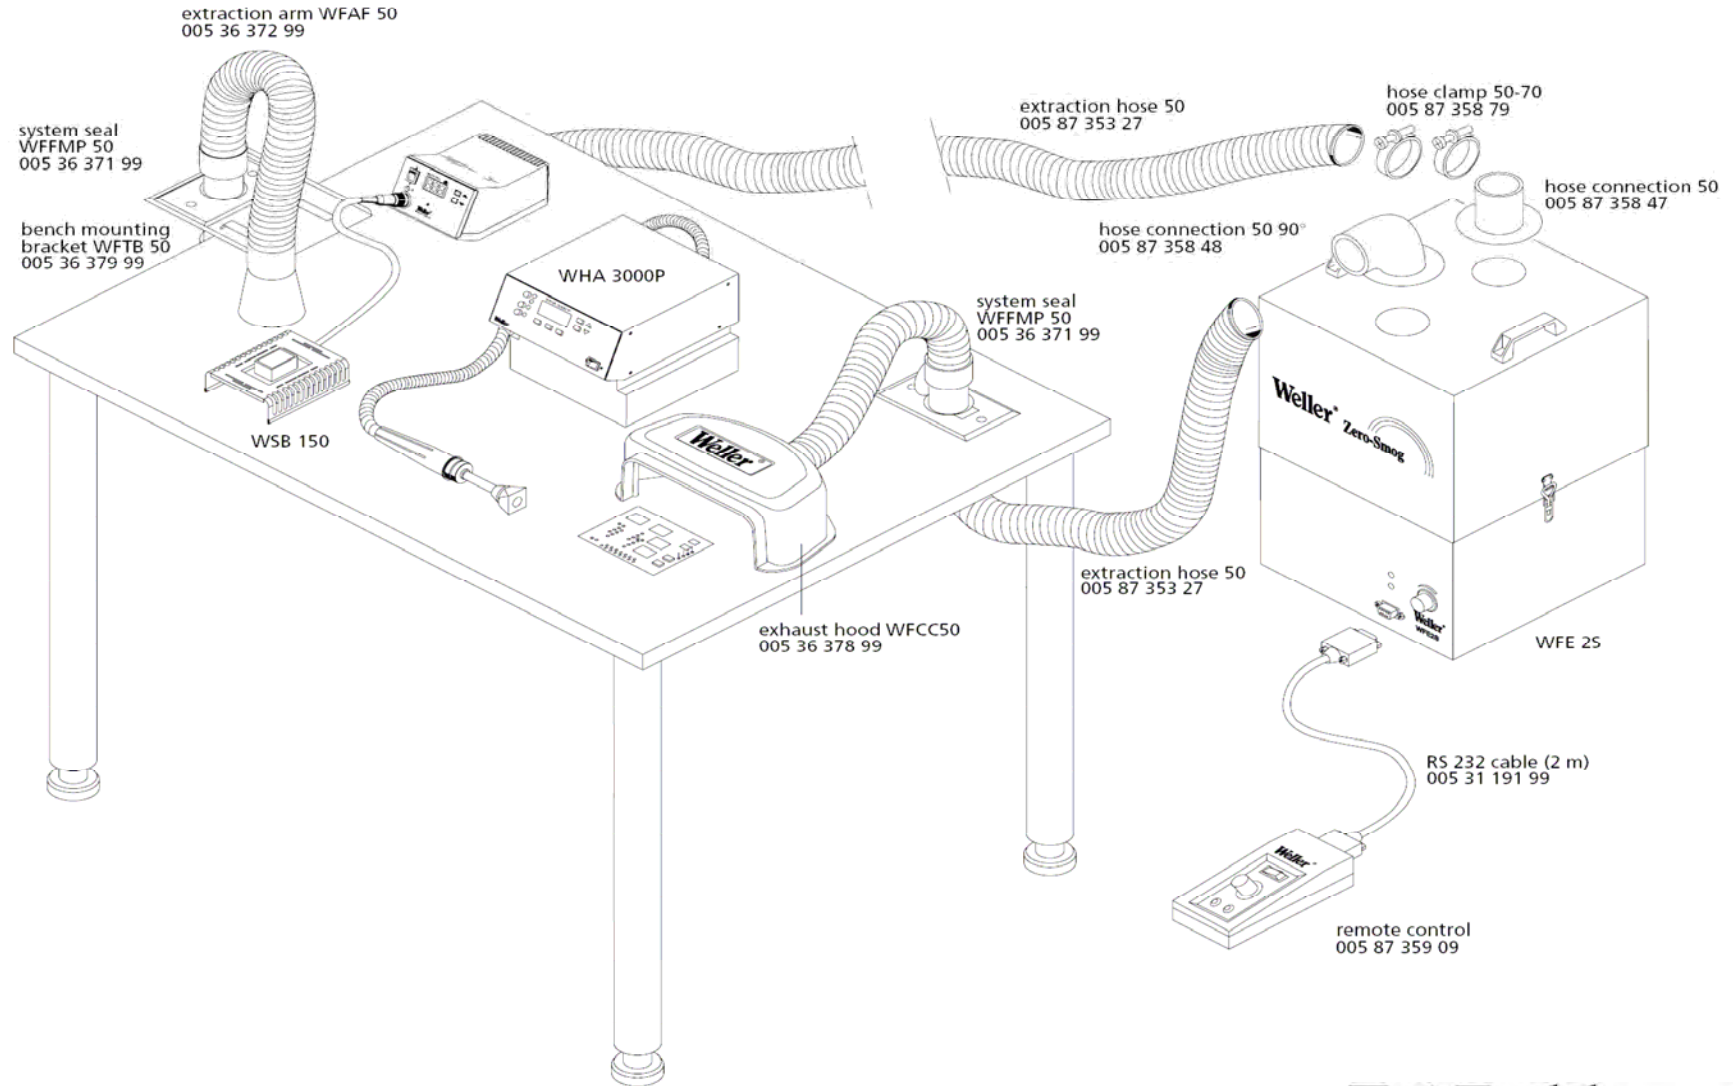 extraction arm WFAF 50
005 36 372 99
system seal
WFFMP 50
005 36 371 99
bench mounting
bracket WFTB 50
005 36 379 99
extraction hose 50
005 87 353 27
hose clamp 50-70
005 87 358 79
hose connection 50
005 87 358 47
hose connection 50 90°
005 87 358 48
WHA 3000P
Weller
system seal
WFFMP 50
005 36 371 99
WSB 150
Weller®
Weller®
Zero-Smog
extraction hose 50
005 87 353 27
exhaust hood WFCC50
005 36 378 99
Weller®
WFE2S
WFE 2S
RS 232 cable (2 m)
005 31 191 99
Weller®
remote control
005 87 359 09